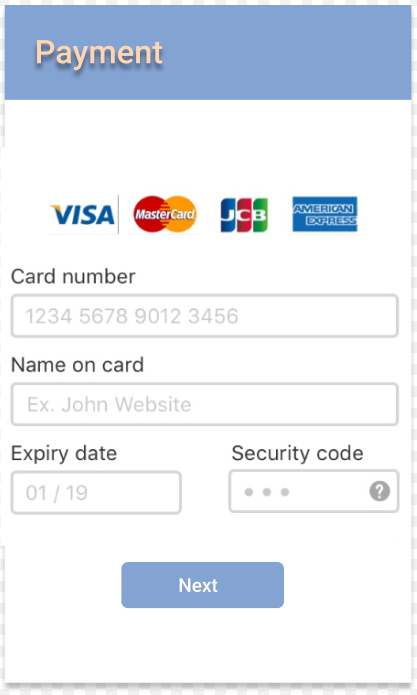 Payment
VISA MasterCard JCB AMERICAN EXPRESS
Card number
1234 5678 9012 3456
Name on card
Ex. John Website
Expiry date Security code
01 / 19 • • • ?
Next